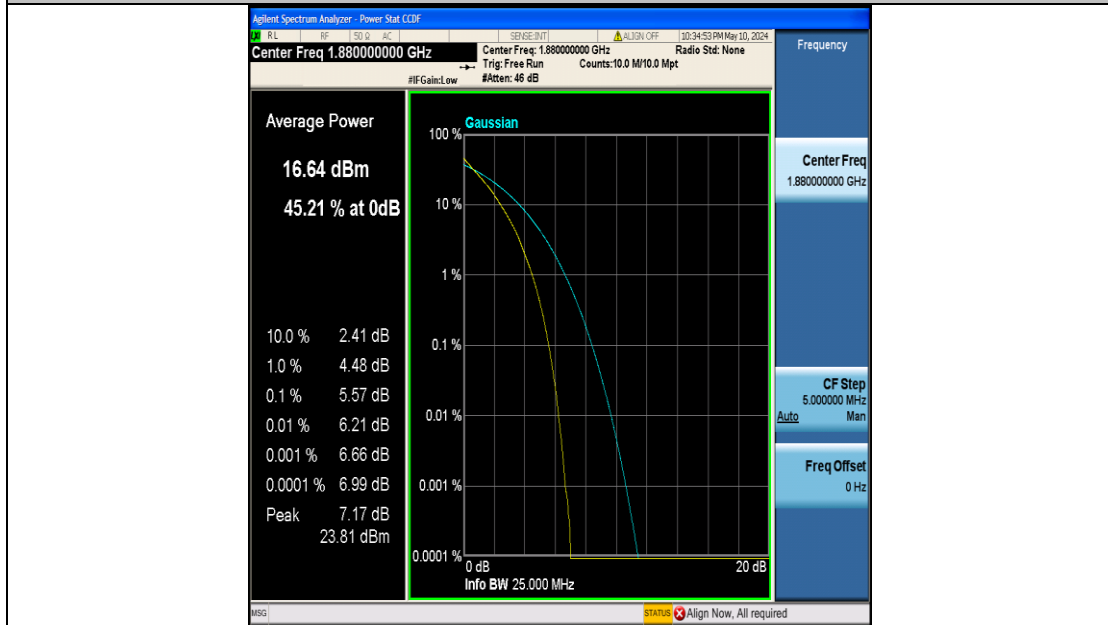 Agilent Spectrum Analyzer - Power Stat CCDF
RL RF 50 Ω AC SENSE:INT ALIGN OFF 10:34:53 PM May 10, 2024
Center Freq 1.880000000 GHz
Center Freq: 1.880000000 GHz Radio Std: None
Trig: Free Run Counts:10.0 M/10.0 Mpt
#IFGain:Low #Atten: 46 dB
Frequency
Average Power
16.64 dBm
45.21 % at 0dB
10.0 % 2.41 dB
1.0 % 4.48 dB
0.1 % 5.57 dB
0.01 % 6.21 dB
0.001 % 6.66 dB
0.0001 % 6.99 dB
Peak 7.17 dB
23.81 dBm
Gaussian
100 %
10 %
1 %
0.1 %
0.01 %
0.001 %
0.0001 %
0 dB 20 dB
Info BW 25.000 MHz
Center Freq
1.880000000 GHz
CF Step
5.000000 MHz
Auto Man
Freq Offset
0 Hz
MSG STATUS Align Now, All required